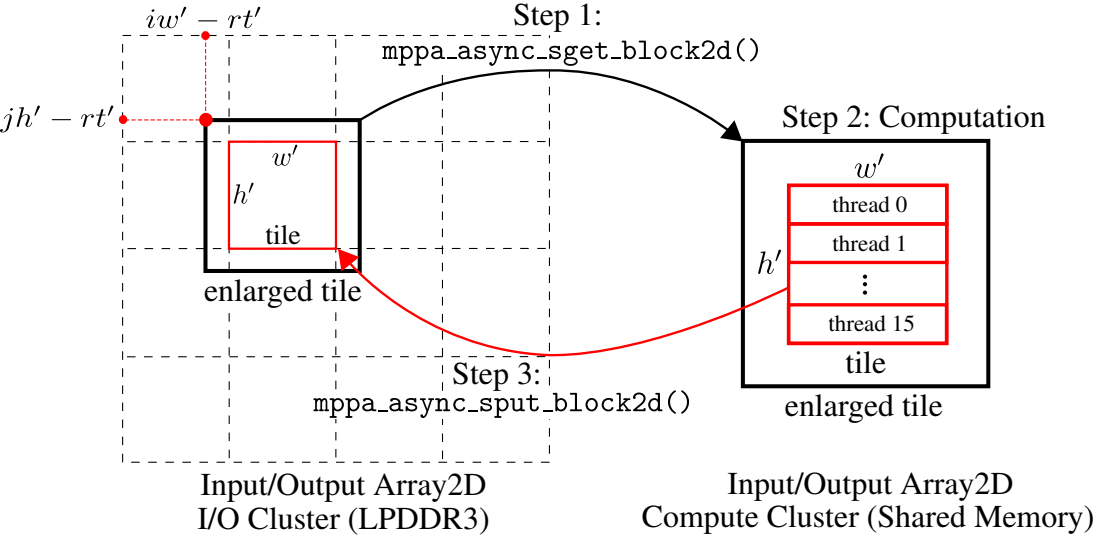 iw′ − rt′
Step 1:
mppa_async_sget_block2d()
jh′ − rt′
Step 2: Computation
w′
h′
tile
enlarged tile
w′
thread 0
thread 1
h′
⋮
thread 15
tile
enlarged tile
Step 3:
mppa_async_sput_block2d()
Input/Output Array2D
I/O Cluster (LPDDR3)
Input/Output Array2D
Compute Cluster (Shared Memory)